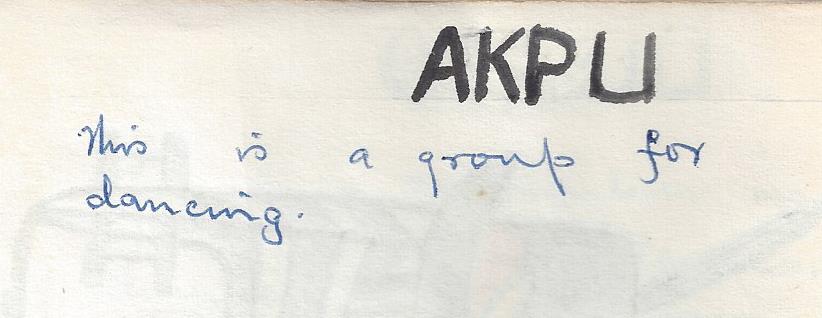 AKPU
This is a group for
dancing.